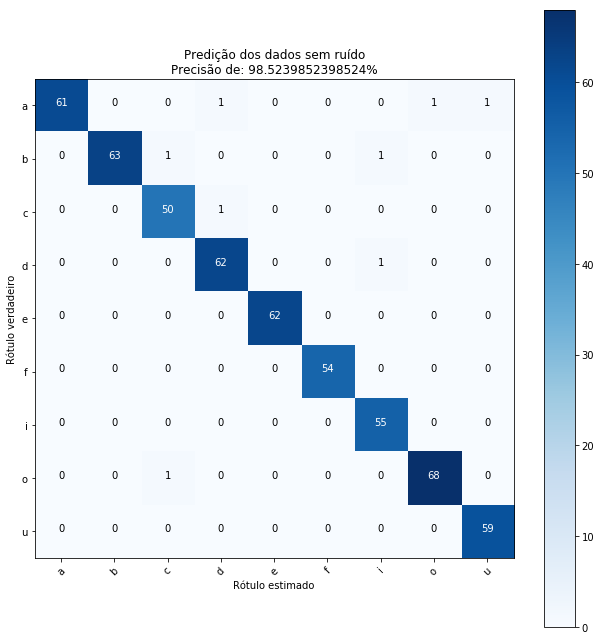 Predição dos dados sem ruído
Precisão de: 98.5239852398524%
Rótulo verdadeiro
a 61 0 0 1 0 0 0 1 1
b 0 63 1 0 0 0 1 0 0
c 0 0 50 1 0 0 0 0 0
d 0 0 0 62 0 0 1 0 0
e 0 0 0 0 62 0 0 0 0
f 0 0 0 0 0 54 0 0 0
i 0 0 0 0 0 0 55 0 0
o 0 0 1 0 0 0 0 68 0
u 0 0 0 0 0 0 0 0 59
a b c d e f i o u
Rótulo estimado
60
50
40
30
20
10
0